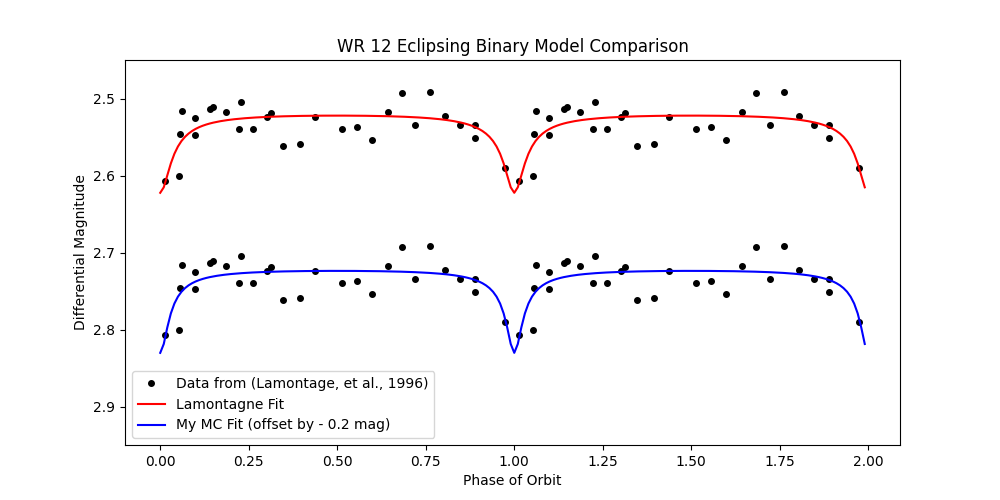 WR 12 Eclipsing Binary Model Comparison
Differential Magnitude
2.5
2.6
2.7
2.8
2.9
Data from (Lamontage, et al., 1996)
Lamontagne Fit
My MC Fit (offset by - 0.2 mag)
0.00 0.25 0.50 0.75 1.00 1.25 1.50 1.75 2.00
Phase of Orbit